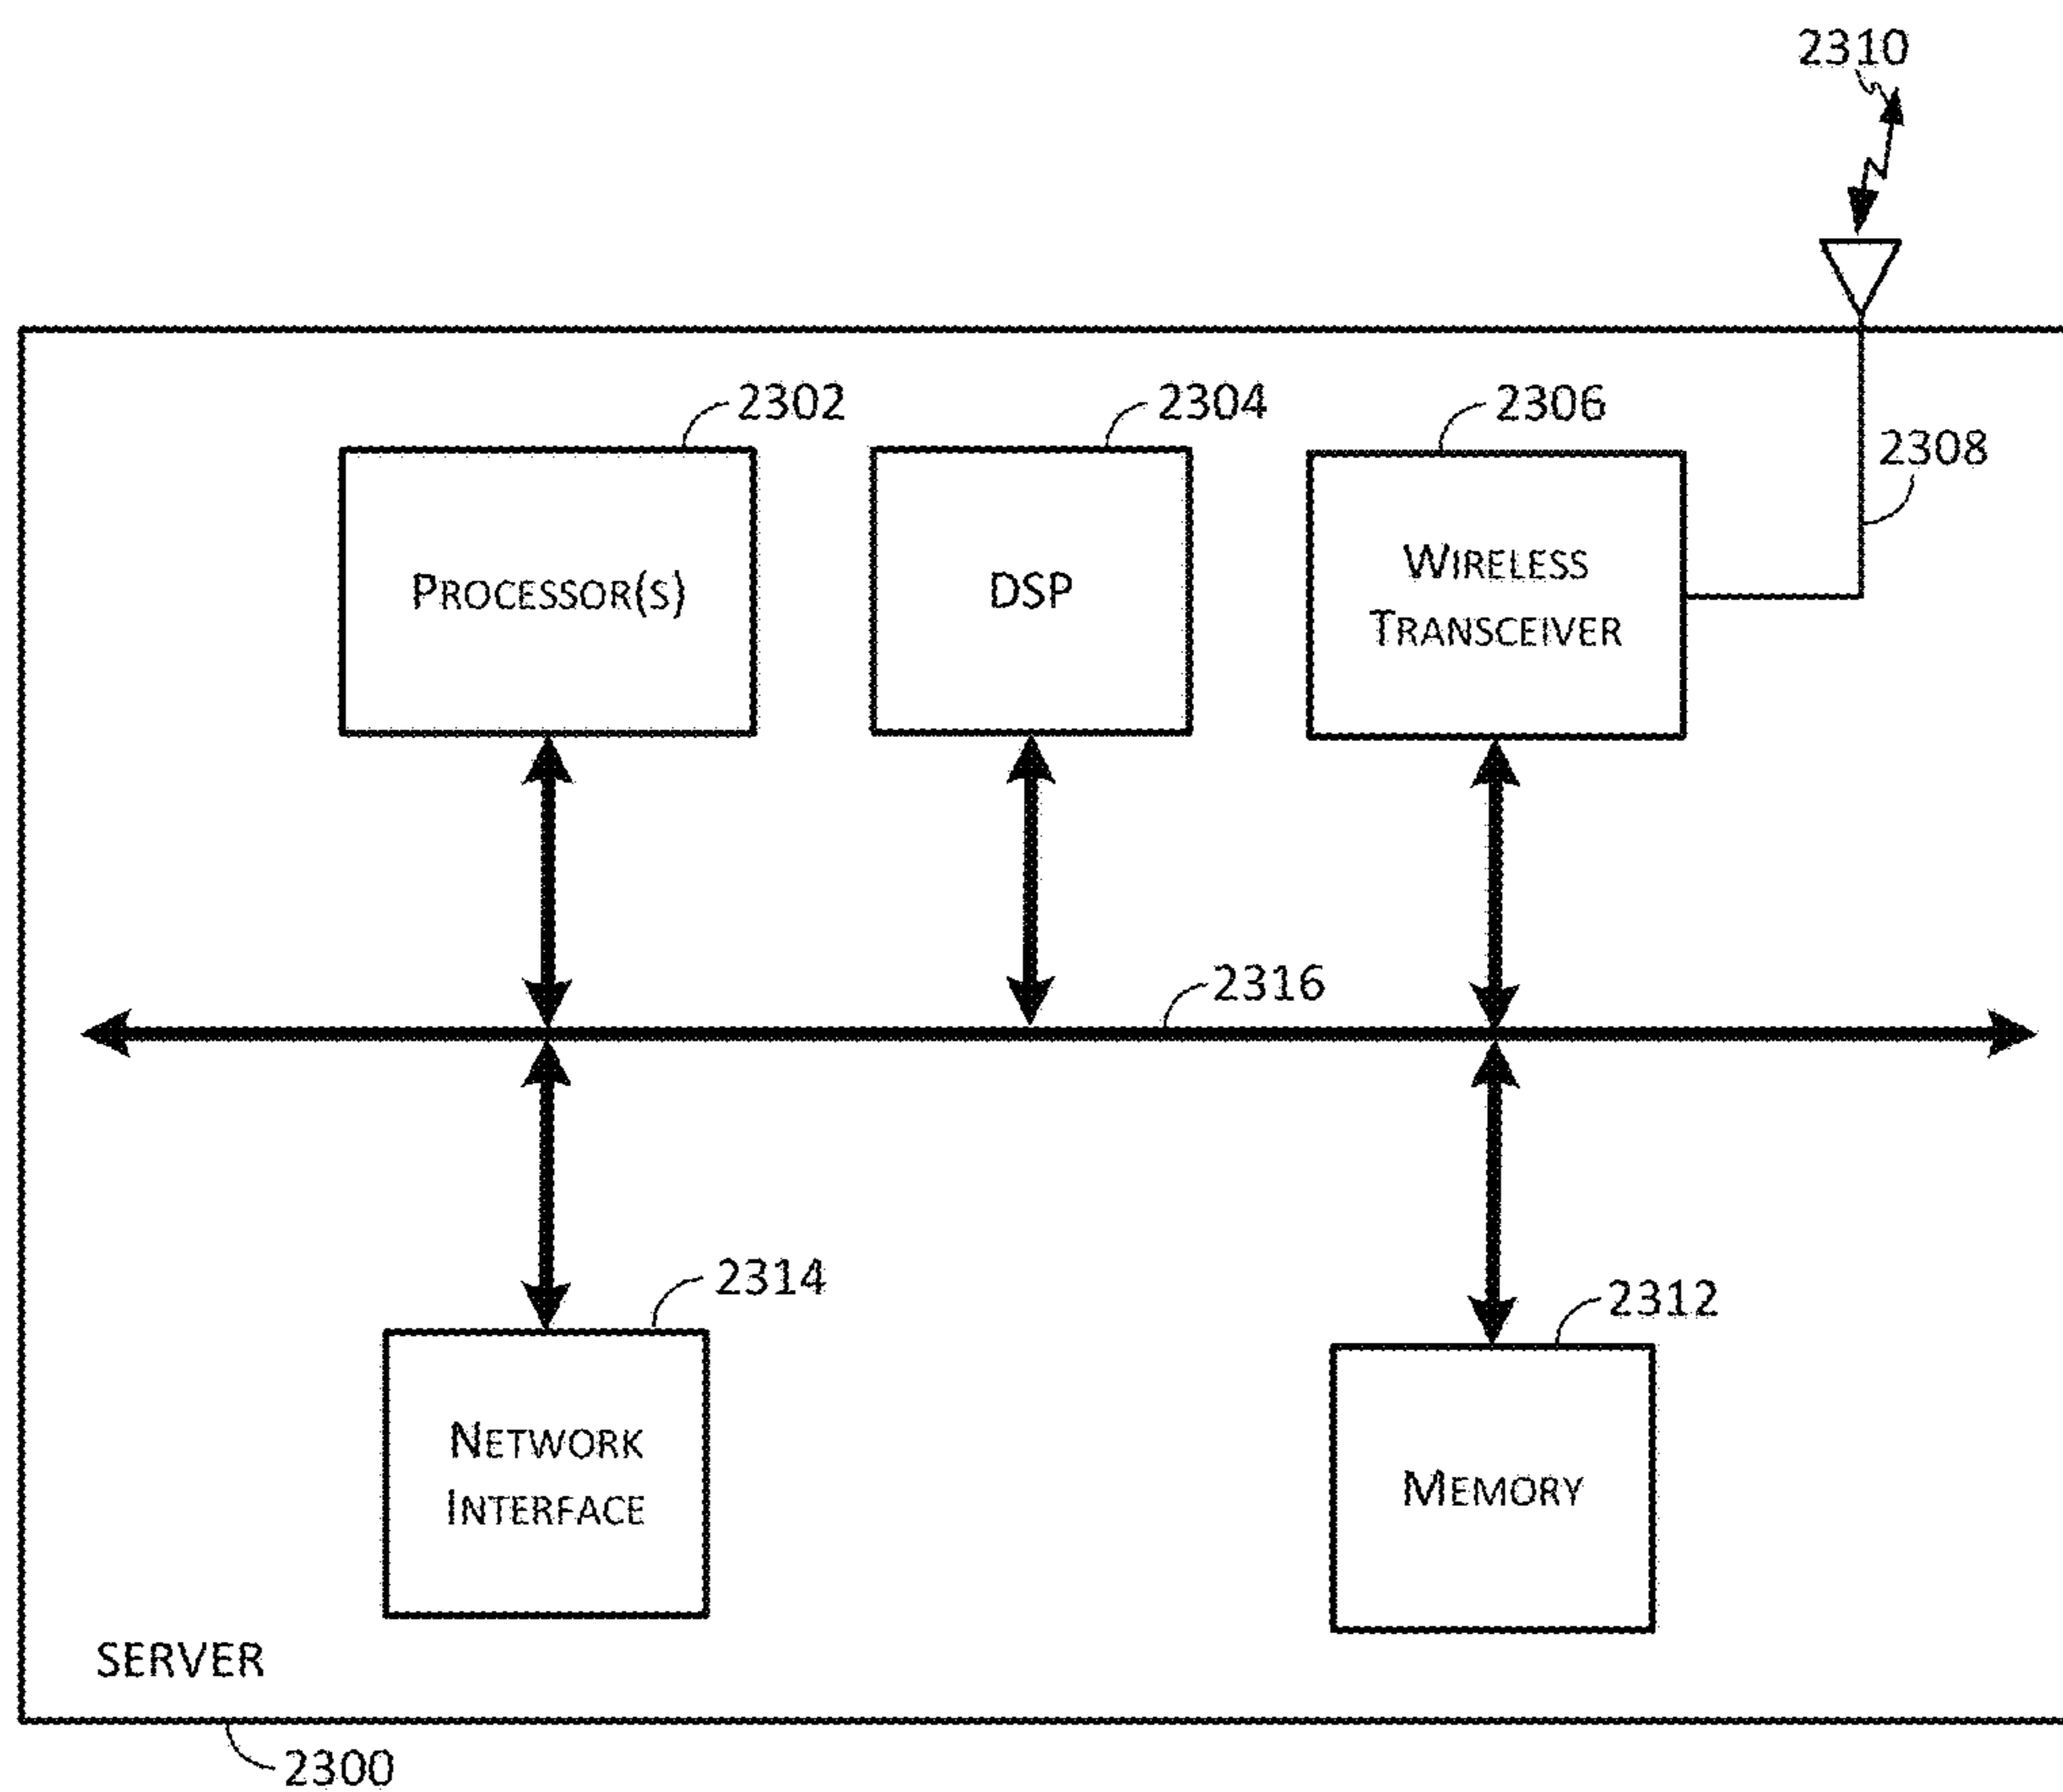 2310
2302
2304
2306
2308
PROCESSOR(S)
DSP
WIRELESS
TRANSCEIVER
2316
2314
2312
NETWORK
INTERFACE
MEMORY
SERVER
2300